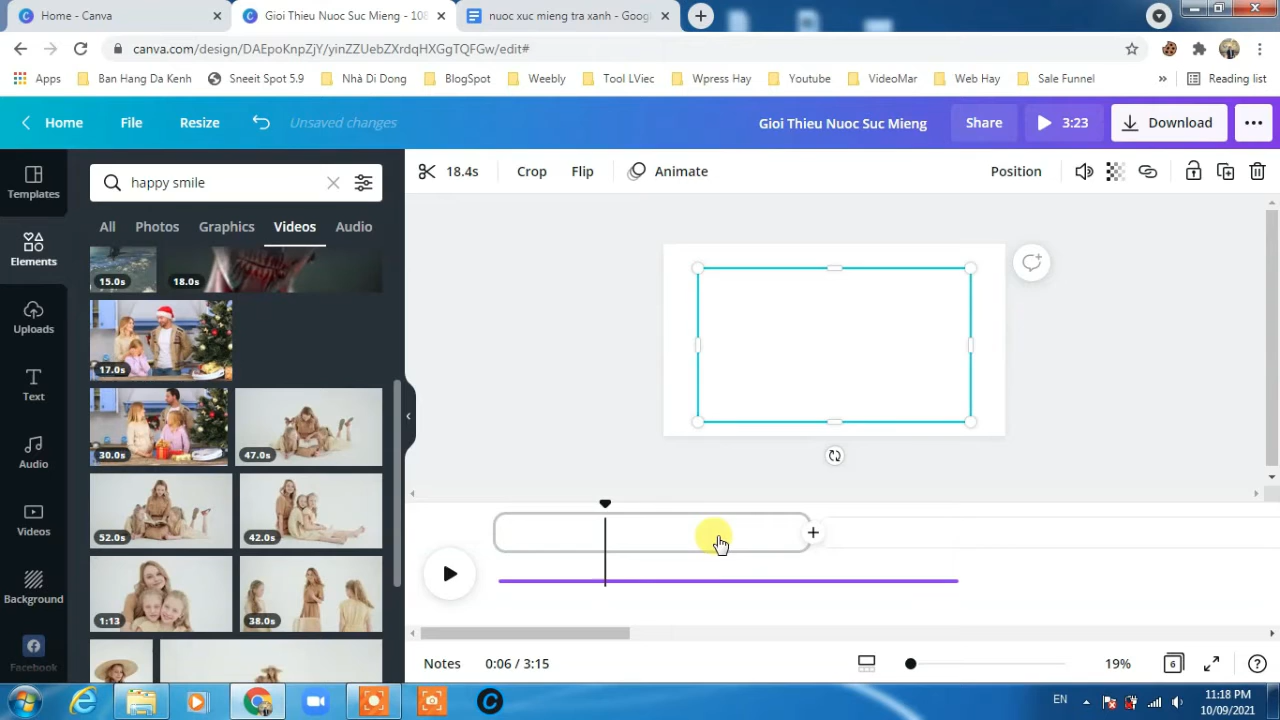 Home - Canva
Gioi Thieu Nuoc Suc Mieng - 108
nuoc xuc mieng tra xanh - Googl
canva.com/design/DAEpoKnpZjY/yinZZUebZXrdqHXGgTQFGw/edit#
Apps
Ban Hang Da Kenh
Sneeit Spot 5.9
Nhà Di Dong
BlogSpot
Weebly
Tool LViec
Wpress Hay
Youtube
VideoMar
Web Hay
Sale Funnel
»
Reading list
Home
File
Resize
Unsaved changes
Gioi Thieu Nuoc Suc Mieng
Share
3:23
Download
Templates
Elements
Uploads
Text
Audio
Videos
Background
Facebook
happy smile
All
Photos
Graphics
Videos
Audio
15.0s
18.0s
17.0s
30.0s
47.0s
52.0s
42.0s
1:13
38.0s
18.4s
Crop
Flip
Animate
Position
Notes
0:06 / 3:15
19%
6
EN
11:18 PM
10/09/2021